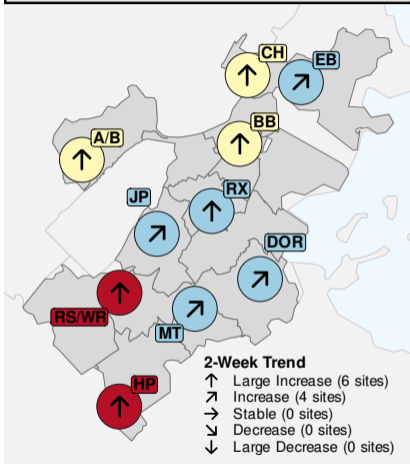 CH
EB
BB
A/B
RX
JP
DOR
RS/WR
MT
HP
2-Week Trend
↑ Large Increase (6 sites)
↗ Increase (4 sites)
→ Stable (0 sites)
↘ Decrease (0 sites)
↓ Large Decrease (0 sites)